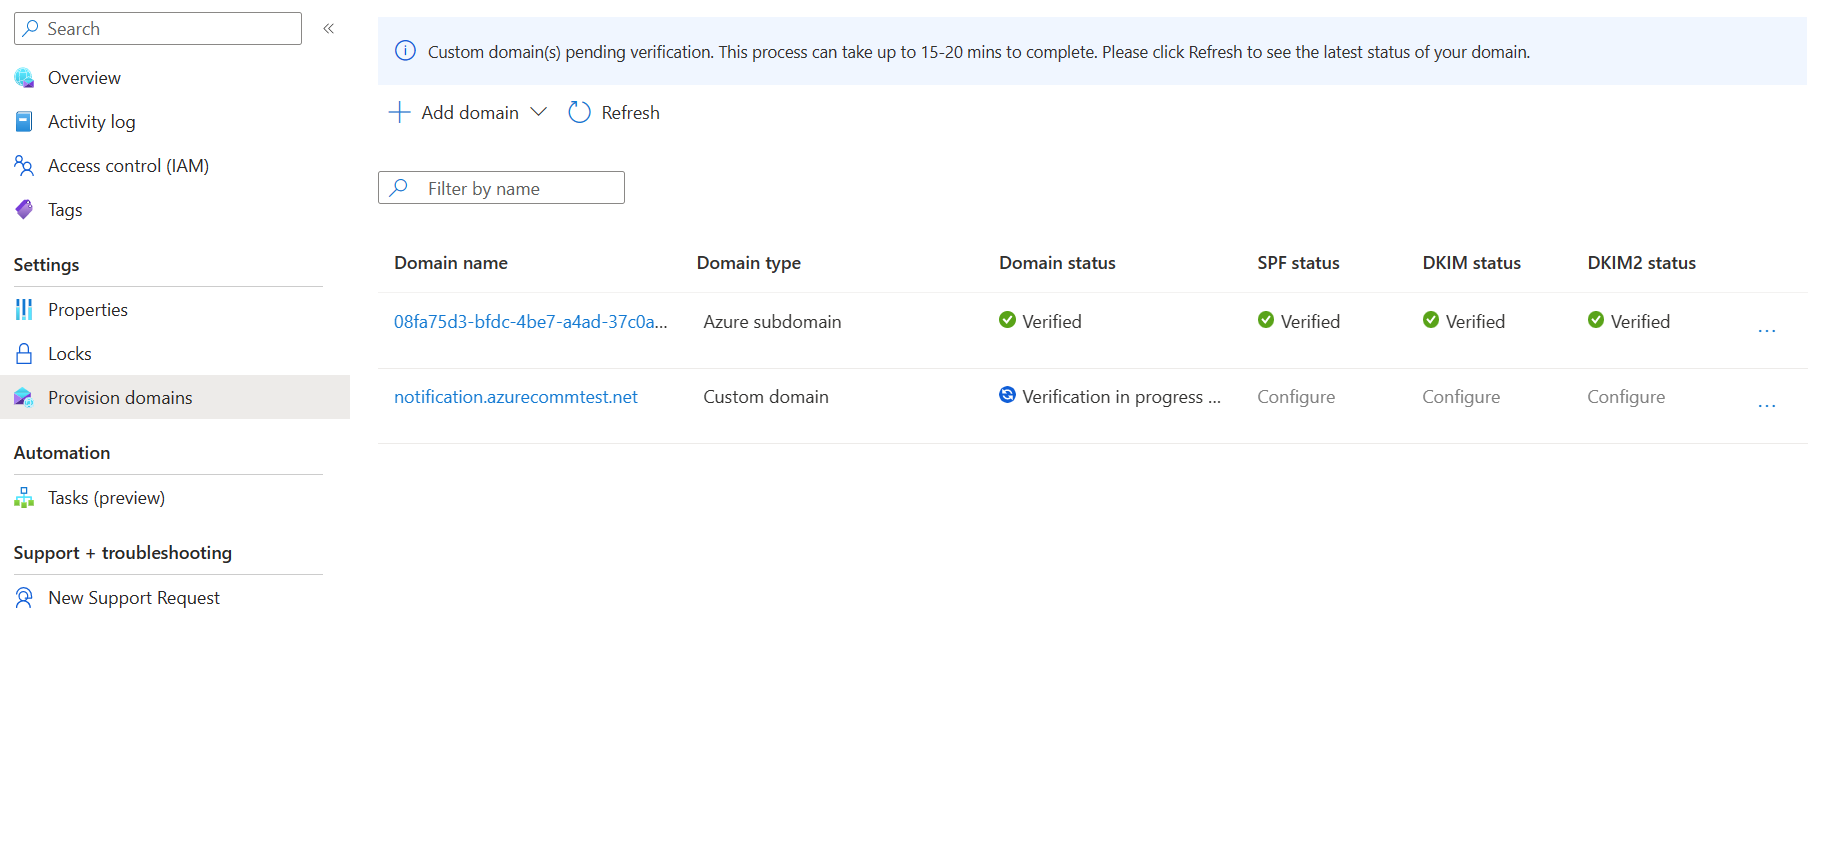 Search
«
Overview
Activity log
Access control (IAM)
Tags
Settings
Properties
Locks
Provision domains
Automation
Tasks (preview)
Support + troubleshooting
New Support Request
Custom domain(s) pending verification. This process can take up to 15-20 mins to complete. Please click Refresh to see the latest status of your domain.
Add domain Refresh
Filter by name
Domain name Domain type Domain status SPF status DKIM status DKIM2 status
08fa75d3-bfdc-4be7-a4ad-37c0a... Azure subdomain Verified Verified Verified Verified ...
notification.azurecommtest.net Custom domain Verification in progress ... Configure Configure Configure ...